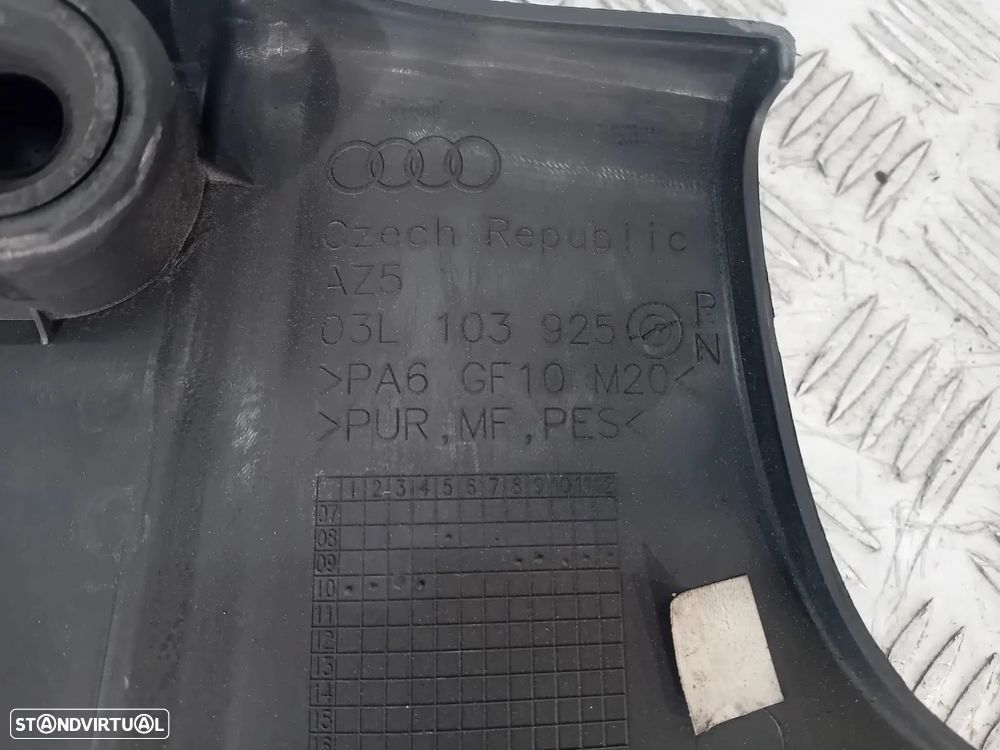 Czech Republic
AZ5
03L 103 925 P
N
>PA6 GF10 M20<
>PUR,MF,PES<
1 2 3 4 5 6 7 8 9 10 11 12
07
08
09
10
11
12
13
14
15
STANDVIRTUAL